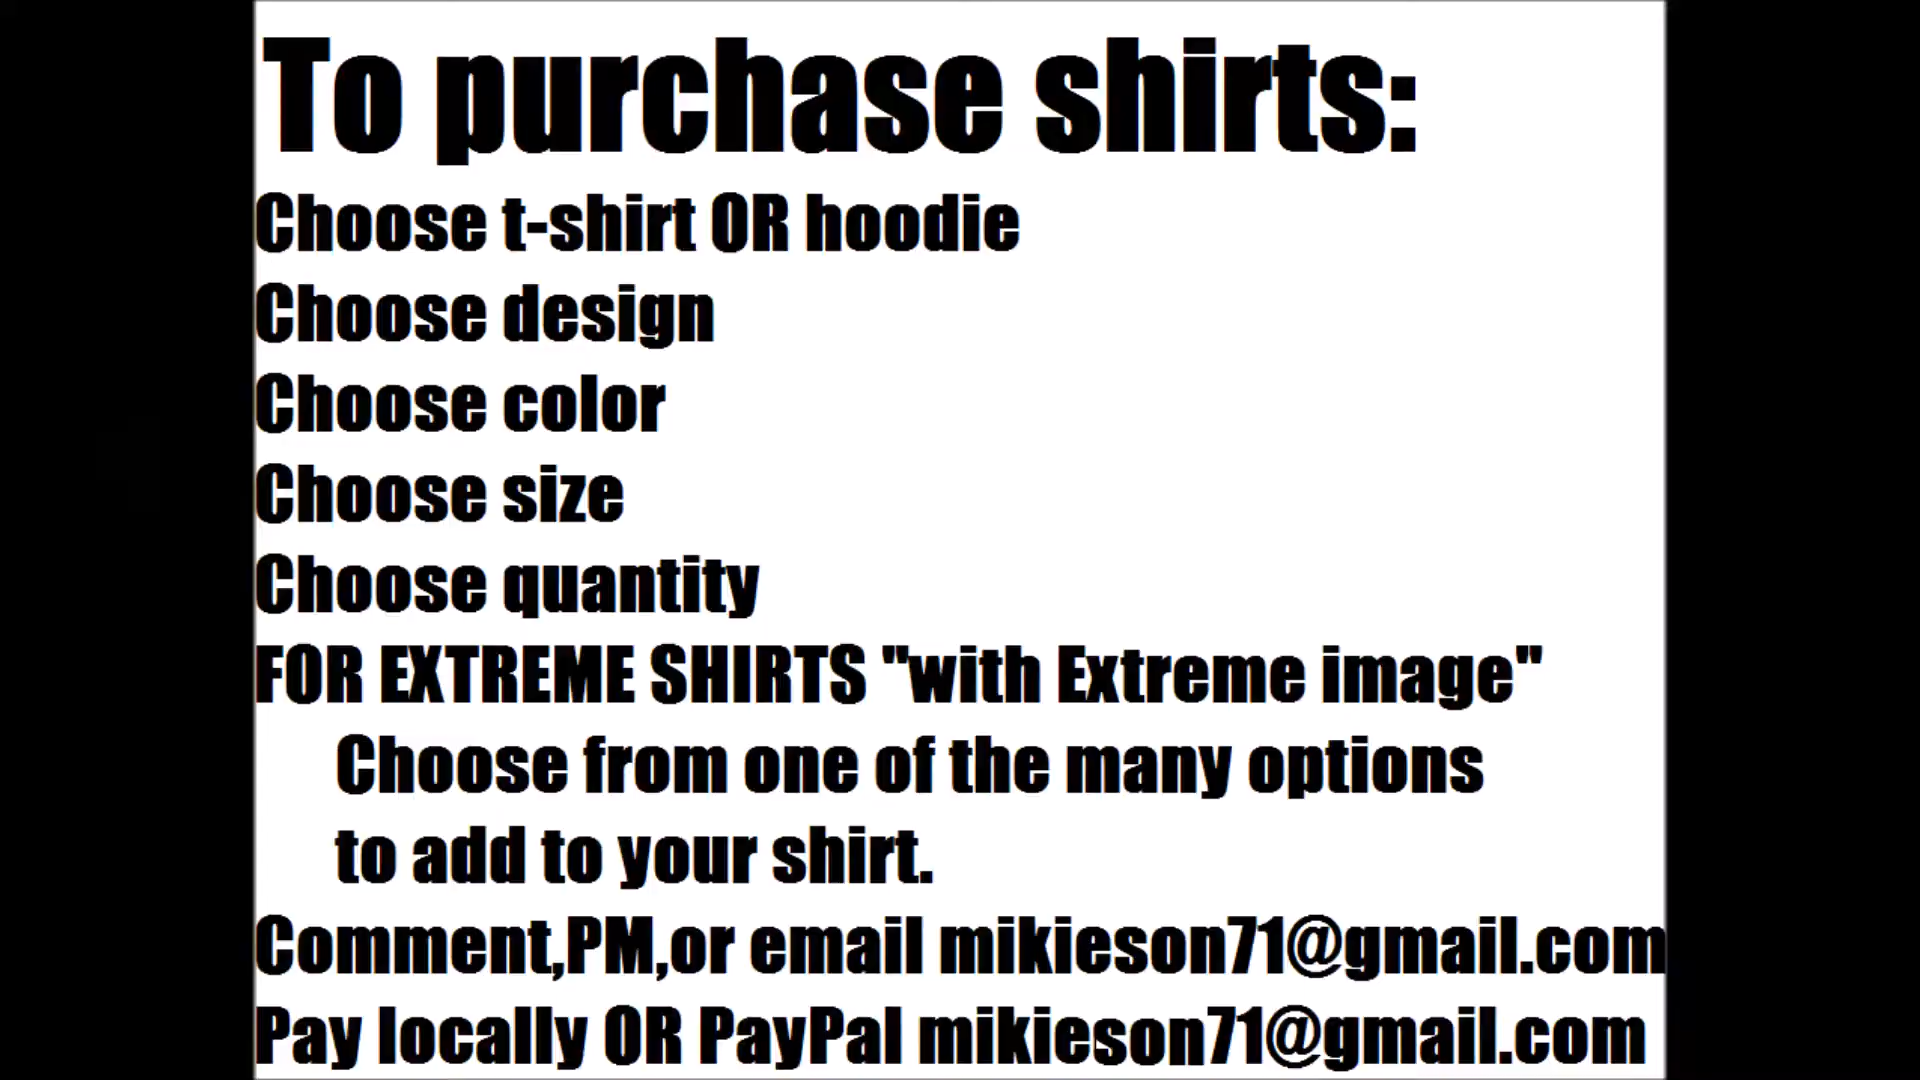 To purchase shirts:
Choose t-shirt OR hoodie
Choose design
Choose color
Choose size
Choose quantity
FOR EXTREME SHIRTS "with Extreme image"
Choose from one of the many options
to add to your shirt.
Comment,PM,or email mikieson71@gmail.com
Pay locally OR PayPal mikieson71@gmail.com